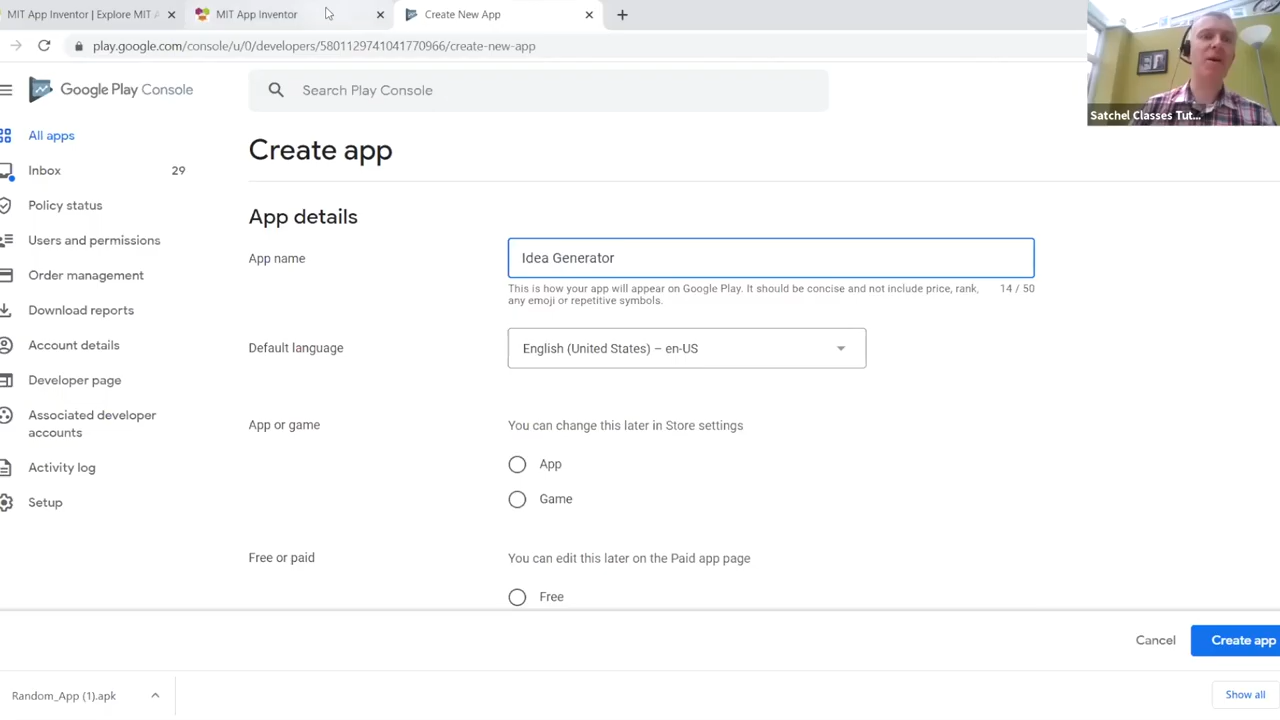 MIT App Inventor | Explore MIT A
MIT App Inventor
Create New App
play.google.com/console/u/0/developers/5801129741041770966/create-new-app
Google Play Console
Search Play Console
Satchel Classes Tut...
All apps
Inbox 29
Policy status
Users and permissions
Order management
Download reports
Account details
Developer page
Associated developer
accounts
Activity log
Setup
Create app
App details
App name
Idea Generator
This is how your app will appear on Google Play. It should be concise and not include price, rank, 14 / 50
any emoji or repetitive symbols.
Default language
English (United States) – en-US
App or game
You can change this later in Store settings
App
Game
Free or paid
You can edit this later on the Paid app page
Free
Cancel
Create app
Random_App (1).apk
Show all